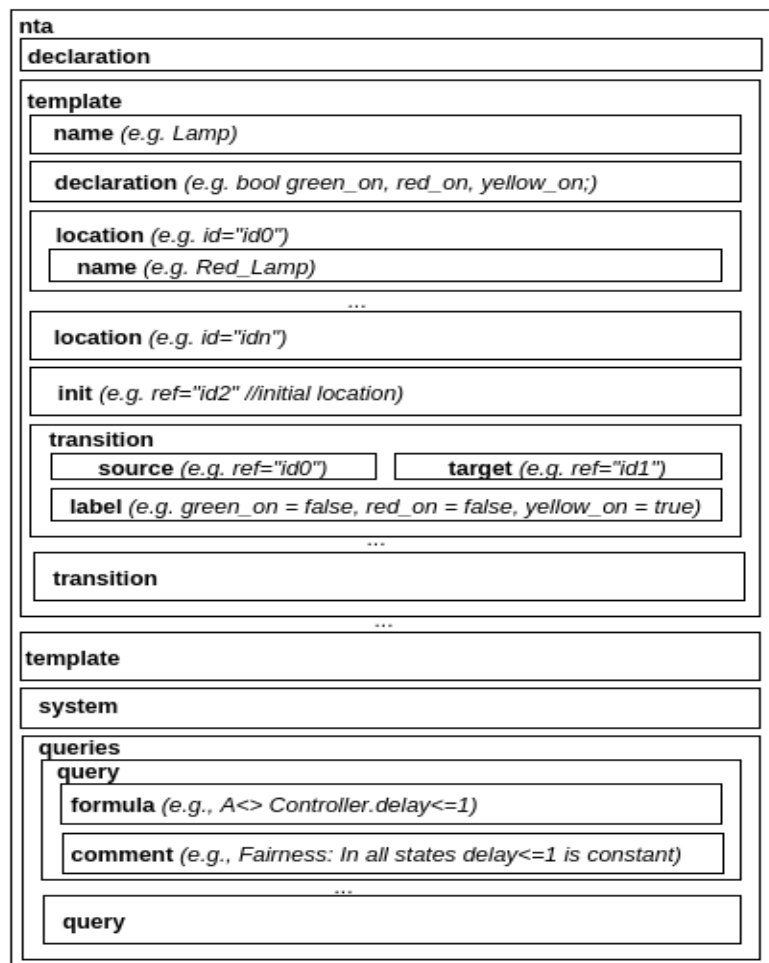 nta
declaration
template
name (e.g. Lamp)
declaration (e.g. bool green_on, red_on, yellow_on;)
location (e.g. id="id0")
name (e.g. Red_Lamp)
...
location (e.g. id="idn")
init (e.g. ref="id2" //initial location)
transition
source (e.g. ref="id0") target (e.g. ref="id1")
label (e.g. green_on = false, red_on = false, yellow_on = true)
...
transition
...
template
system
queries
query
formula (e.g., A<> Controller.delay<=1)
comment (e.g., Fairness: In all states delay<=1 is constant)
...
query